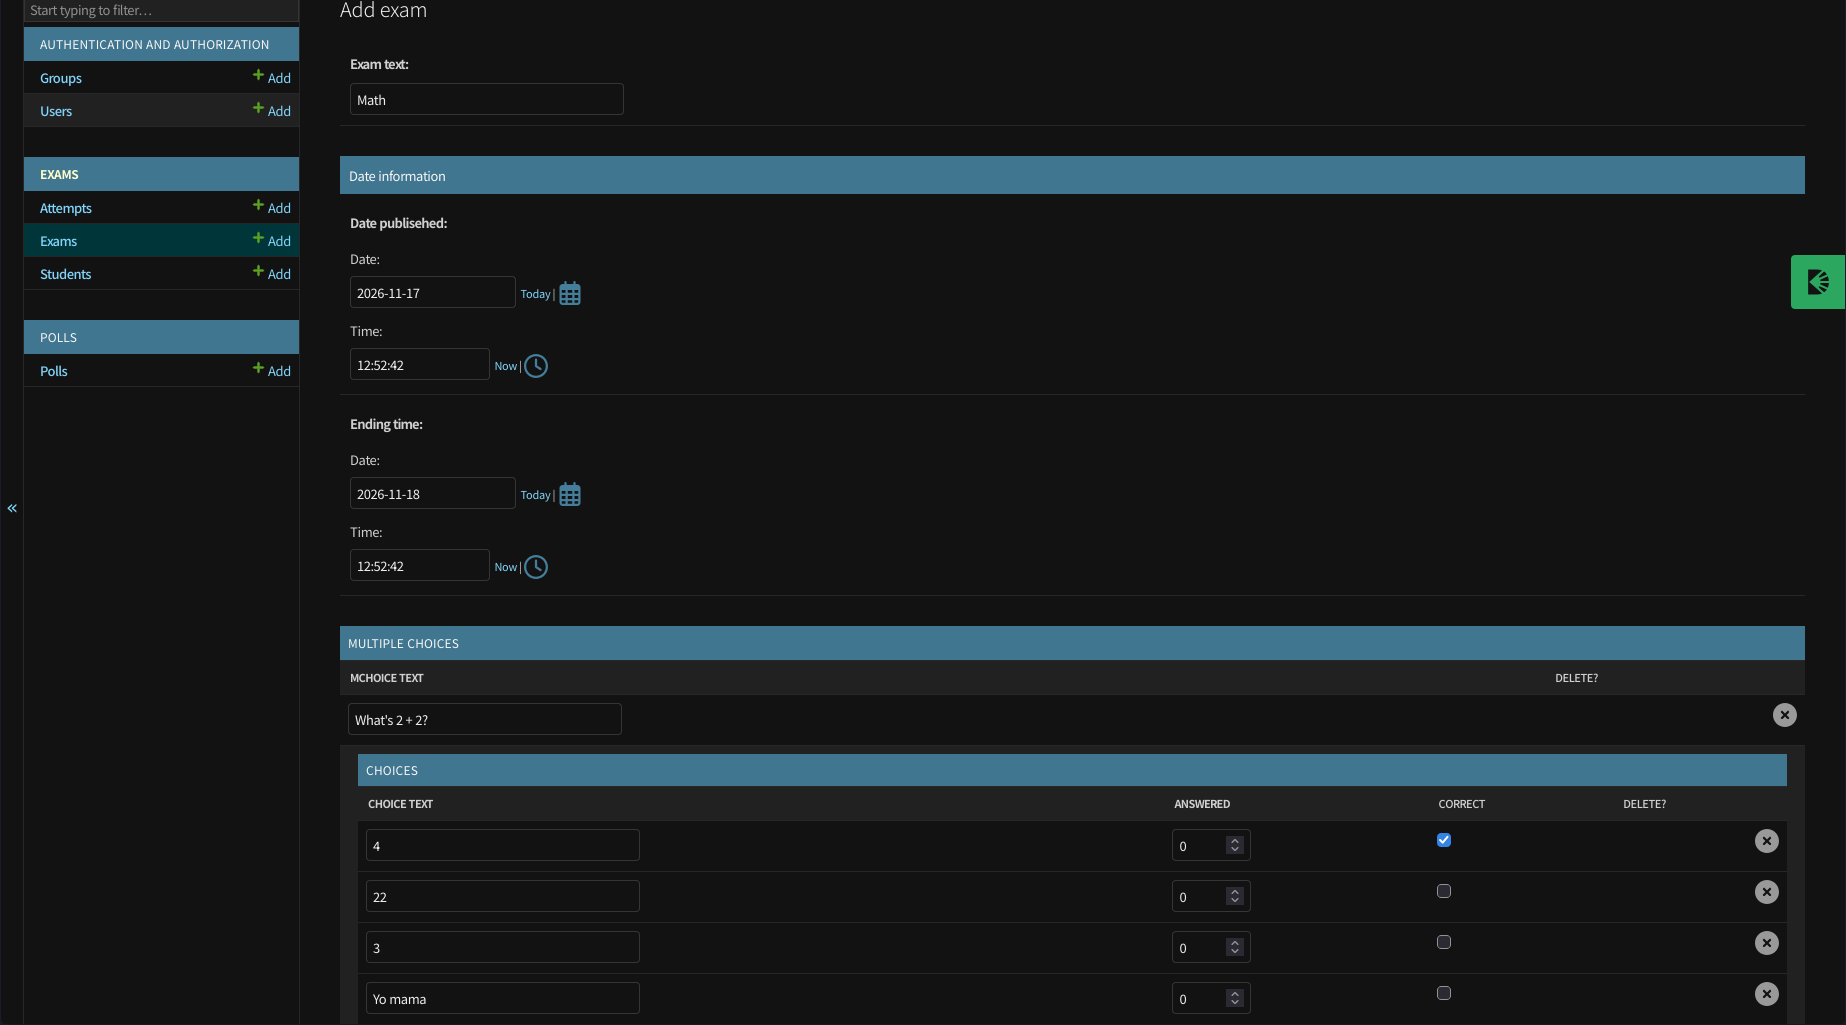 Start typing to filter…
AUTHENTICATION AND AUTHORIZATION
Groups + Add
Users + Add
EXAMS
Attempts + Add
Exams + Add
Students + Add
POLLS
Polls + Add
«
Add exam
Exam text:
Math
Date information
Date publisehed:
Date:
2026-11-17 Today |
Time:
12:52:42 Now |
Ending time:
Date:
2026-11-18 Today |
Time:
12:52:42 Now |
MULTIPLE CHOICES
MCHOICE TEXT DELETE?
What's 2 + 2?
CHOICES
CHOICE TEXT ANSWERED CORRECT DELETE?
4 0
22 0
3 0
Yo mama 0